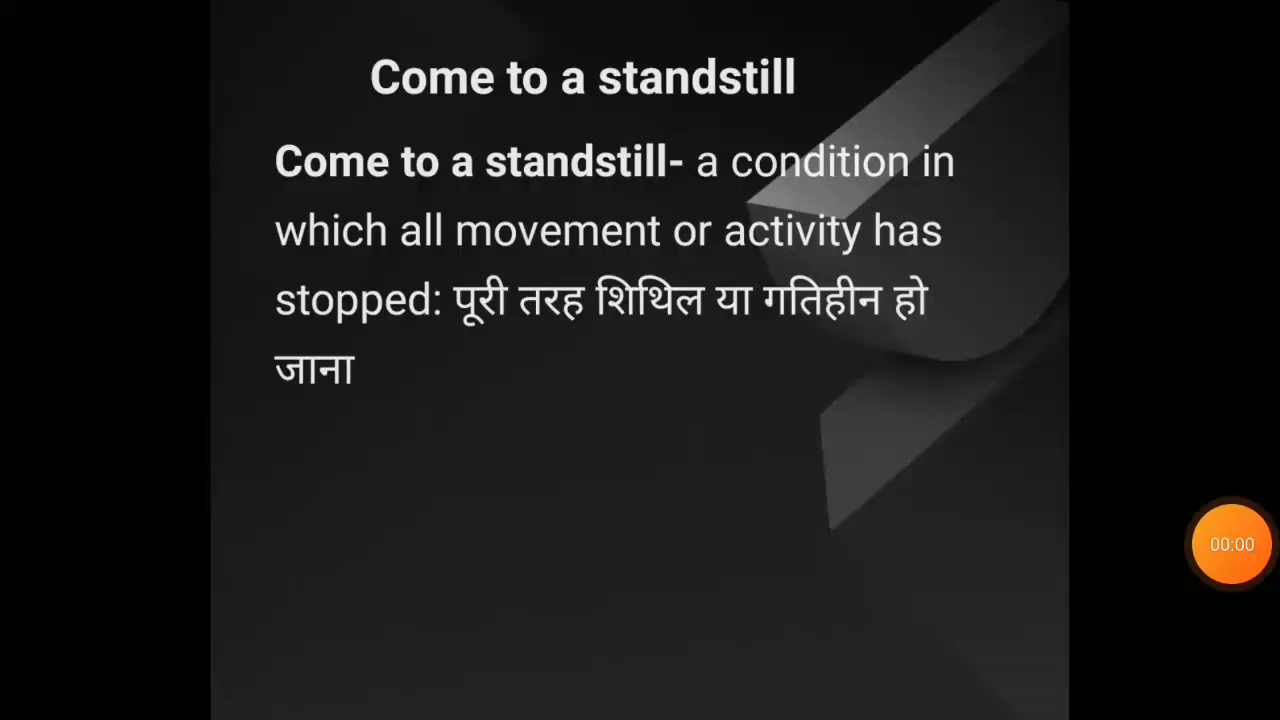 Come to a standstill
Come to a standstill- a condition in
which all movement or activity has
stopped: पूरी तरह शिथिल या गतिहीन हो
जाना
00:00